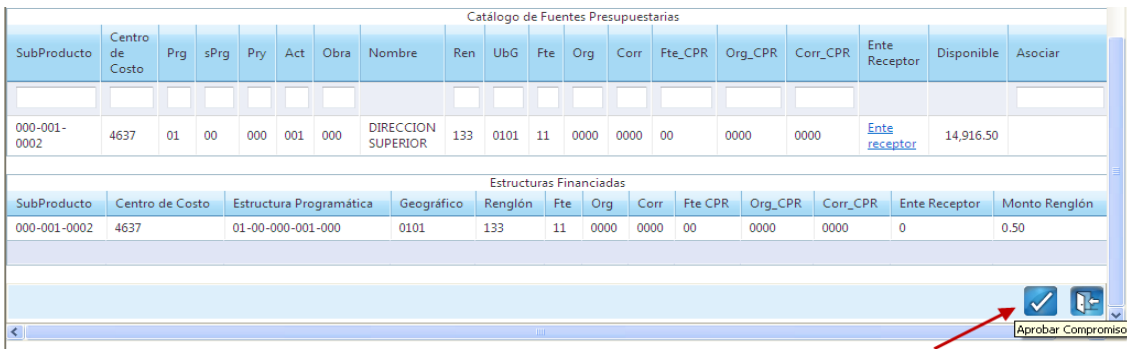 Catálogo de Fuentes Presupuestarias
SubProducto Centro de Costo Prg sPrg Pry Act Obra Nombre Ren UbG Fte Org Corr Fte_CPR Org_CPR Corr_CPR Ente Receptor Disponible Asociar
000-001-0002 4637 01 00 000 001 000 DIRECCION SUPERIOR 133 0101 11 0000 0000 00 0000 0000 Ente receptor 14,916.50
Estructuras Financiadas
SubProducto Centro de Costo Estructura Programática Geográfico Renglón Fte Org Corr Fte CPR Org_CPR Corr_CPR Ente Receptor Monto Renglón
000-001-0002 4637 01-00-000-001-000 0101 133 11 0000 0000 00 0000 0000 0 0.50
Aprobar Compromiso